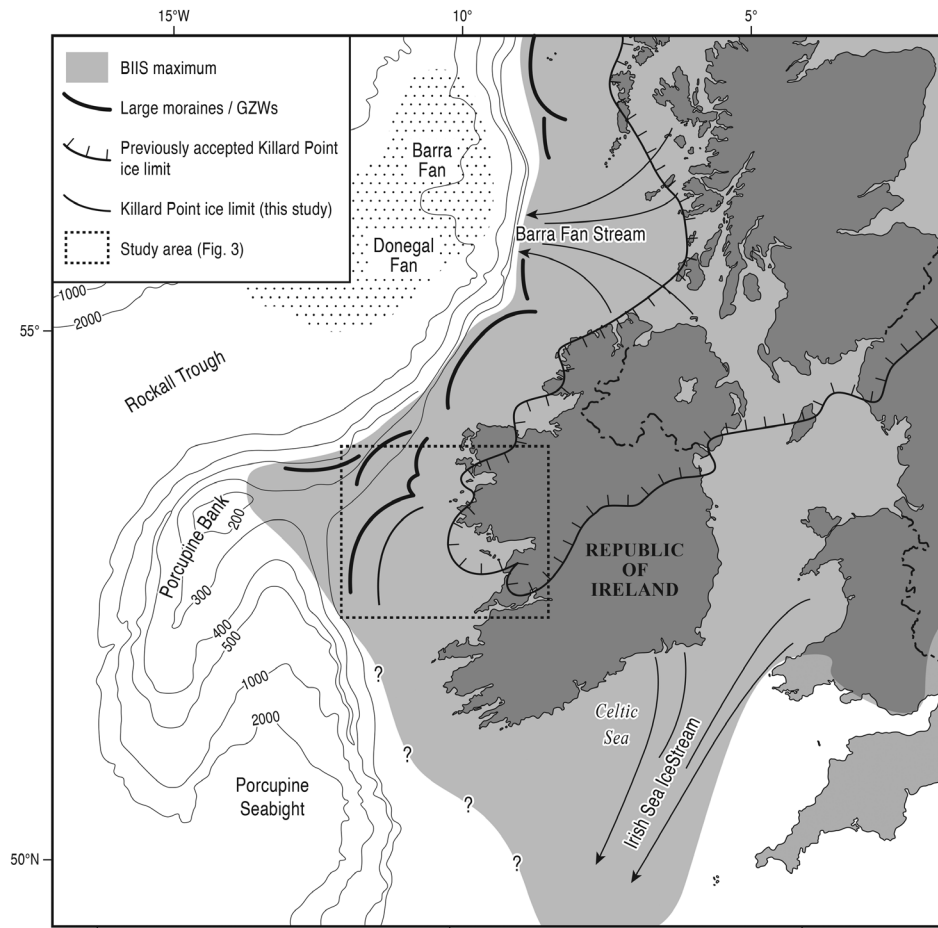 15°W
10°
5°
BIIS maximum
Large moraines / GZWs
Previously accepted Killard Point
ice limit
Killard Point ice limit (this study)
Study area (Fig. 3)
Barra
Fan
Barra Fan Stream
Donegal
Fan
1000
2000
55°
Rockall Trough
Porcupine Bank
200
300
400
500
1000
2000
REPUBLIC
OF
IRELAND
?
?
?
?
Celtic
Sea
Irish Sea IceStream
Porcupine
Seabight
50°N